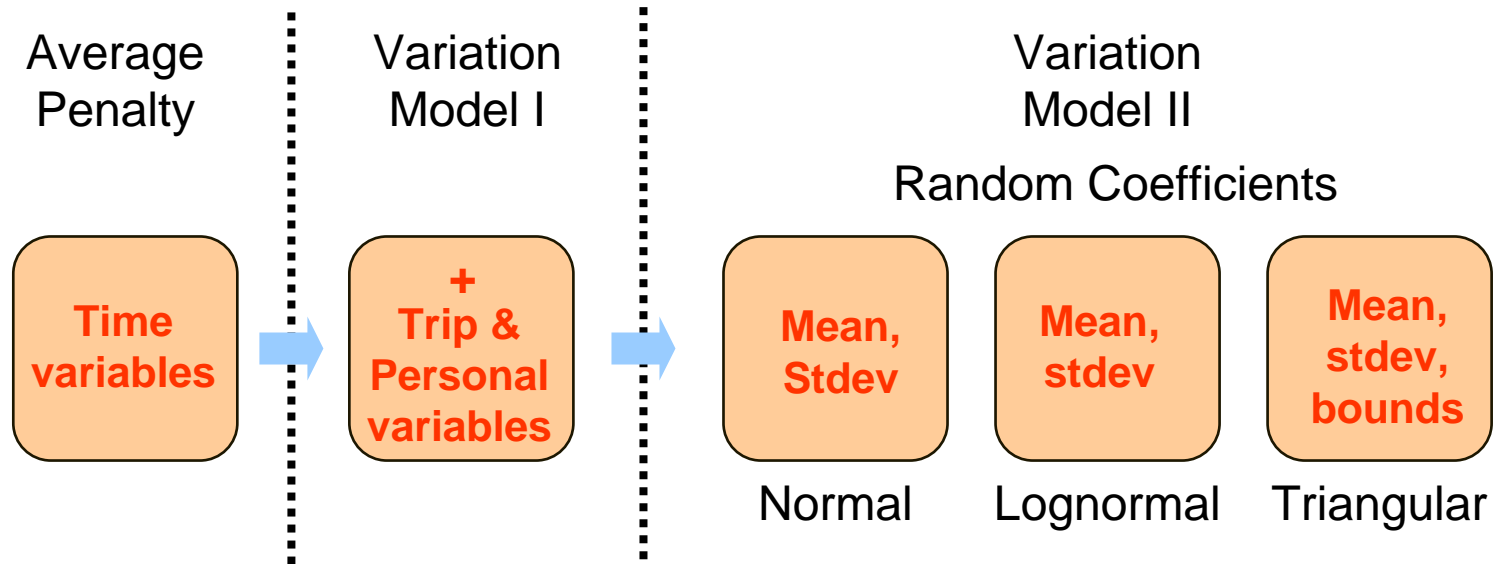 Average
Penalty
Variation
Model I
Variation
Model II
Random Coefficients
Time
variables
+
Trip &
Personal
variables
Mean,
Stdev
Mean,
stdev
Mean,
stdev,
bounds
Normal
Lognormal
Triangular